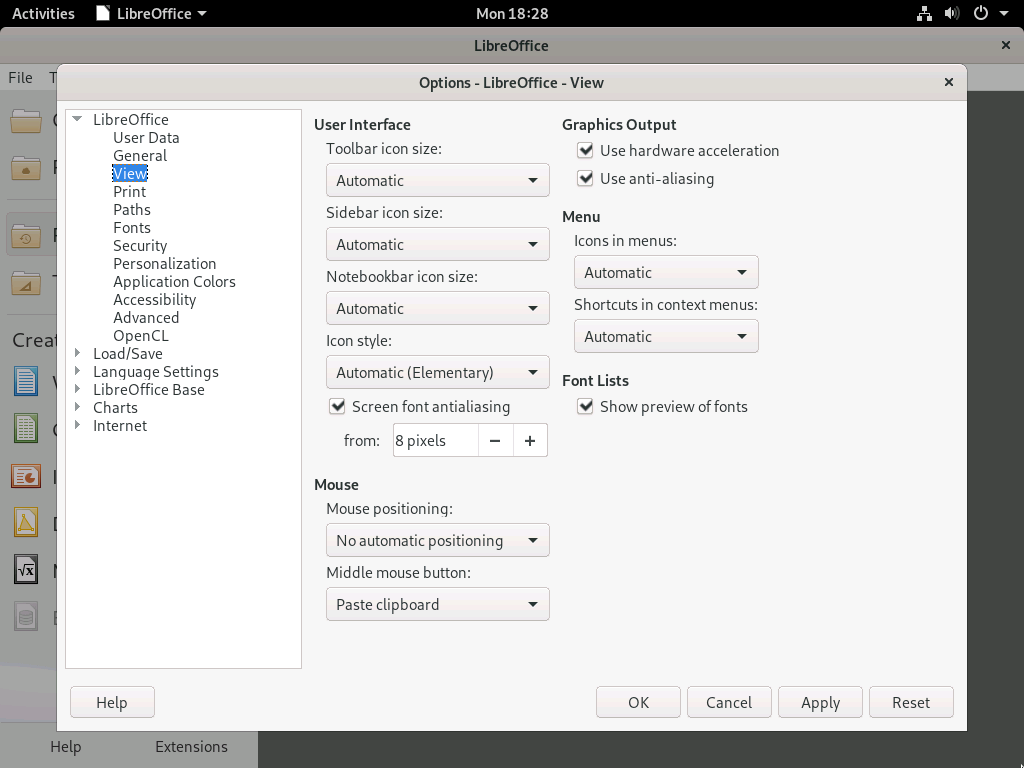 Activities LibreOffice Mon 18:28
LibreOffice
File
Options - LibreOffice - View
LibreOffice
User Data
General
View
Print
Paths
Fonts
Security
Personalization
Application Colors
Accessibility
Advanced
OpenCL
Load/Save
Language Settings
LibreOffice Base
Charts
Internet
User Interface
Toolbar icon size:
Automatic
Sidebar icon size:
Automatic
Notebookbar icon size:
Automatic
Icon style:
Automatic (Elementary)
Screen font antialiasing
from: 8 pixels
Mouse
Mouse positioning:
No automatic positioning
Middle mouse button:
Paste clipboard
Graphics Output
Use hardware acceleration
Use anti-aliasing
Menu
Icons in menus:
Automatic
Shortcuts in context menus:
Automatic
Font Lists
Show preview of fonts
Help OK Cancel Apply Reset
Help Extensions